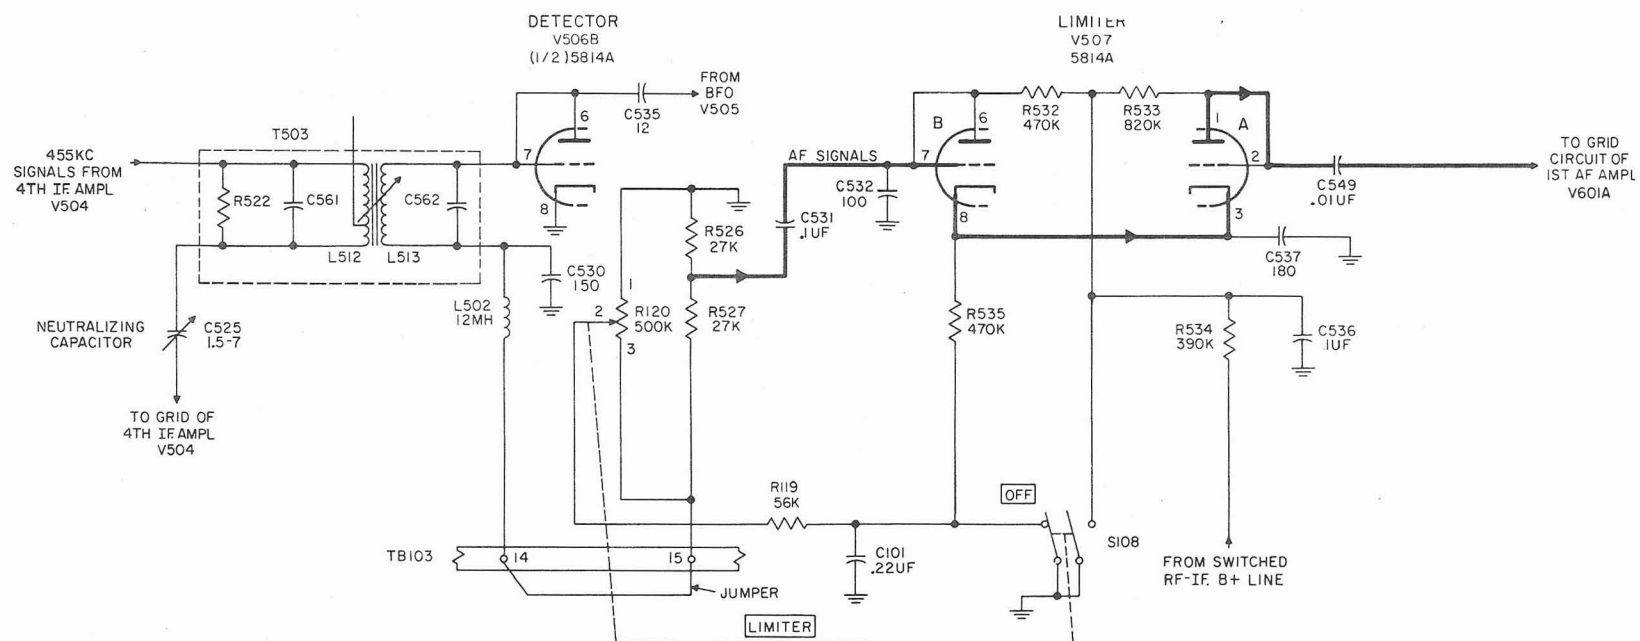 DETECTOR
V506B
(1/2)5814A
LIMITER
V507
5814A
FROM
BFO
V505
C535
12
6
7
8
T503
455KC
SIGNALS FROM
4TH I.F. AMPL
V504
R522
C561
C562
L512
L513
C530
150
L502
12MH
NEUTRALIZING
CAPACITOR
C525
1.5-7
TO GRID OF
4TH I.F. AMPL
V504
R526
27K
1
2
3
R120
500K
R527
27K
AF SIGNALS
C531
.1UF
C532
100
B
6
7
8
R532
470K
R533
820K
1
A
2
3
C549
.01UF
TO GRID
CIRCUIT OF
1ST AF AMPL
V601A
C537
180
R535
470K
R534
390K
C536
.1UF
R119
56K
OFF
S108
C101
.22UF
FROM SWITCHED
RF-I.F. B+ LINE
TB103
14
15
JUMPER
LIMITER